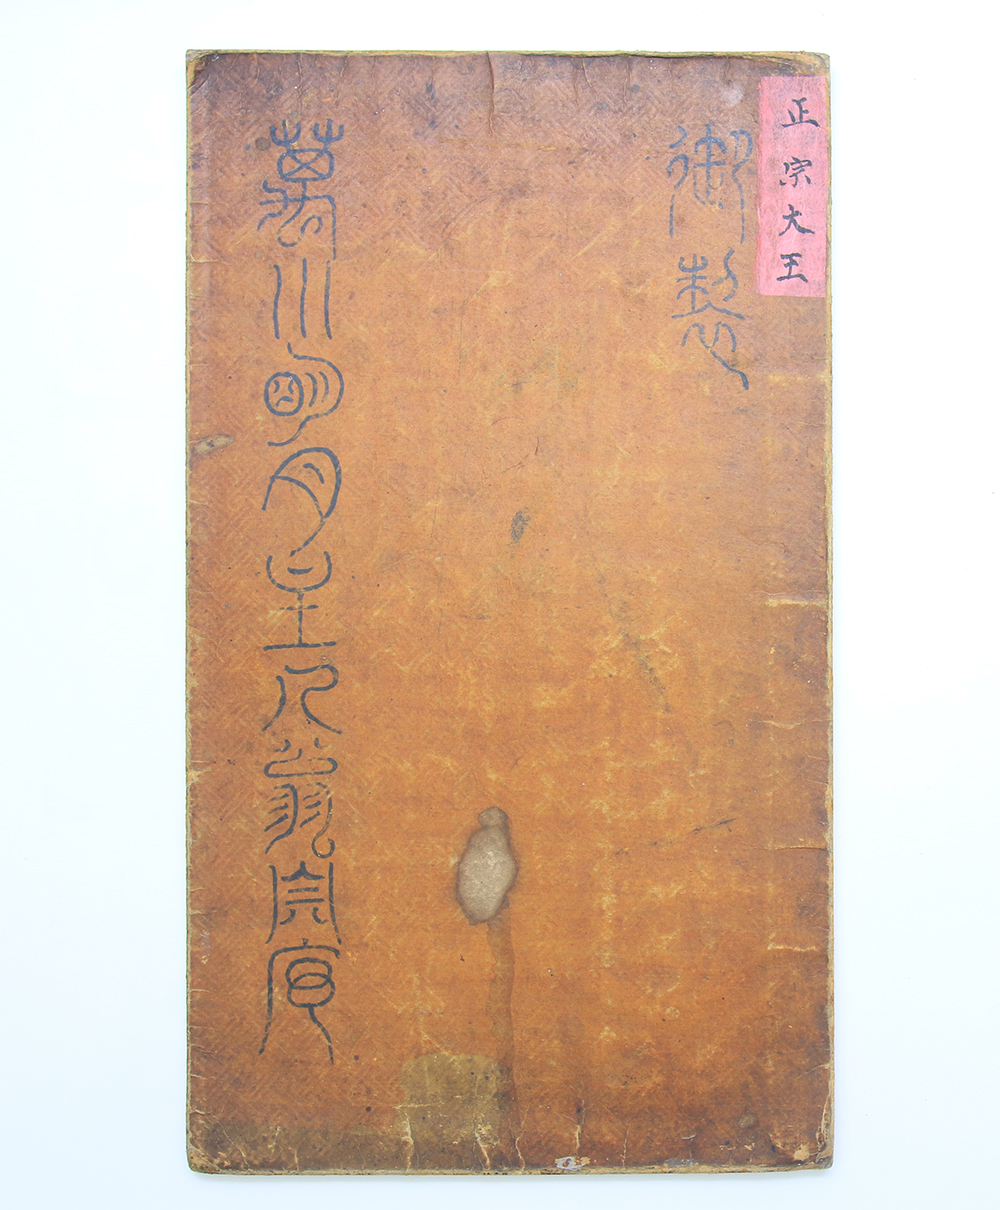 正宗大王
御製
萬川明月主人翁自序